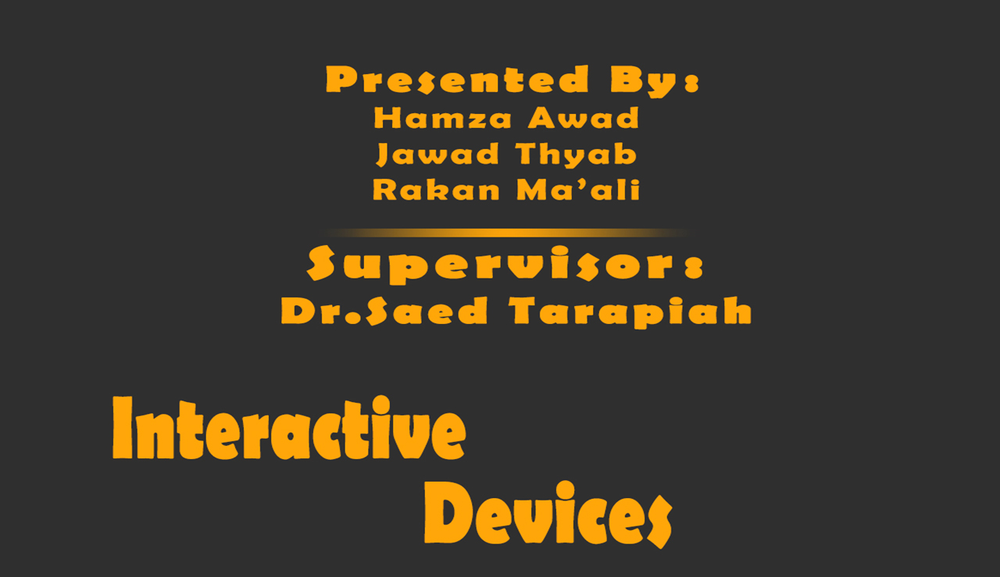 Presented By:
Hamza Awad
Jawad Thyab
Rakan Ma’ali
Supervisor:
Dr.Saed Tarapiah
Interactive
Devices